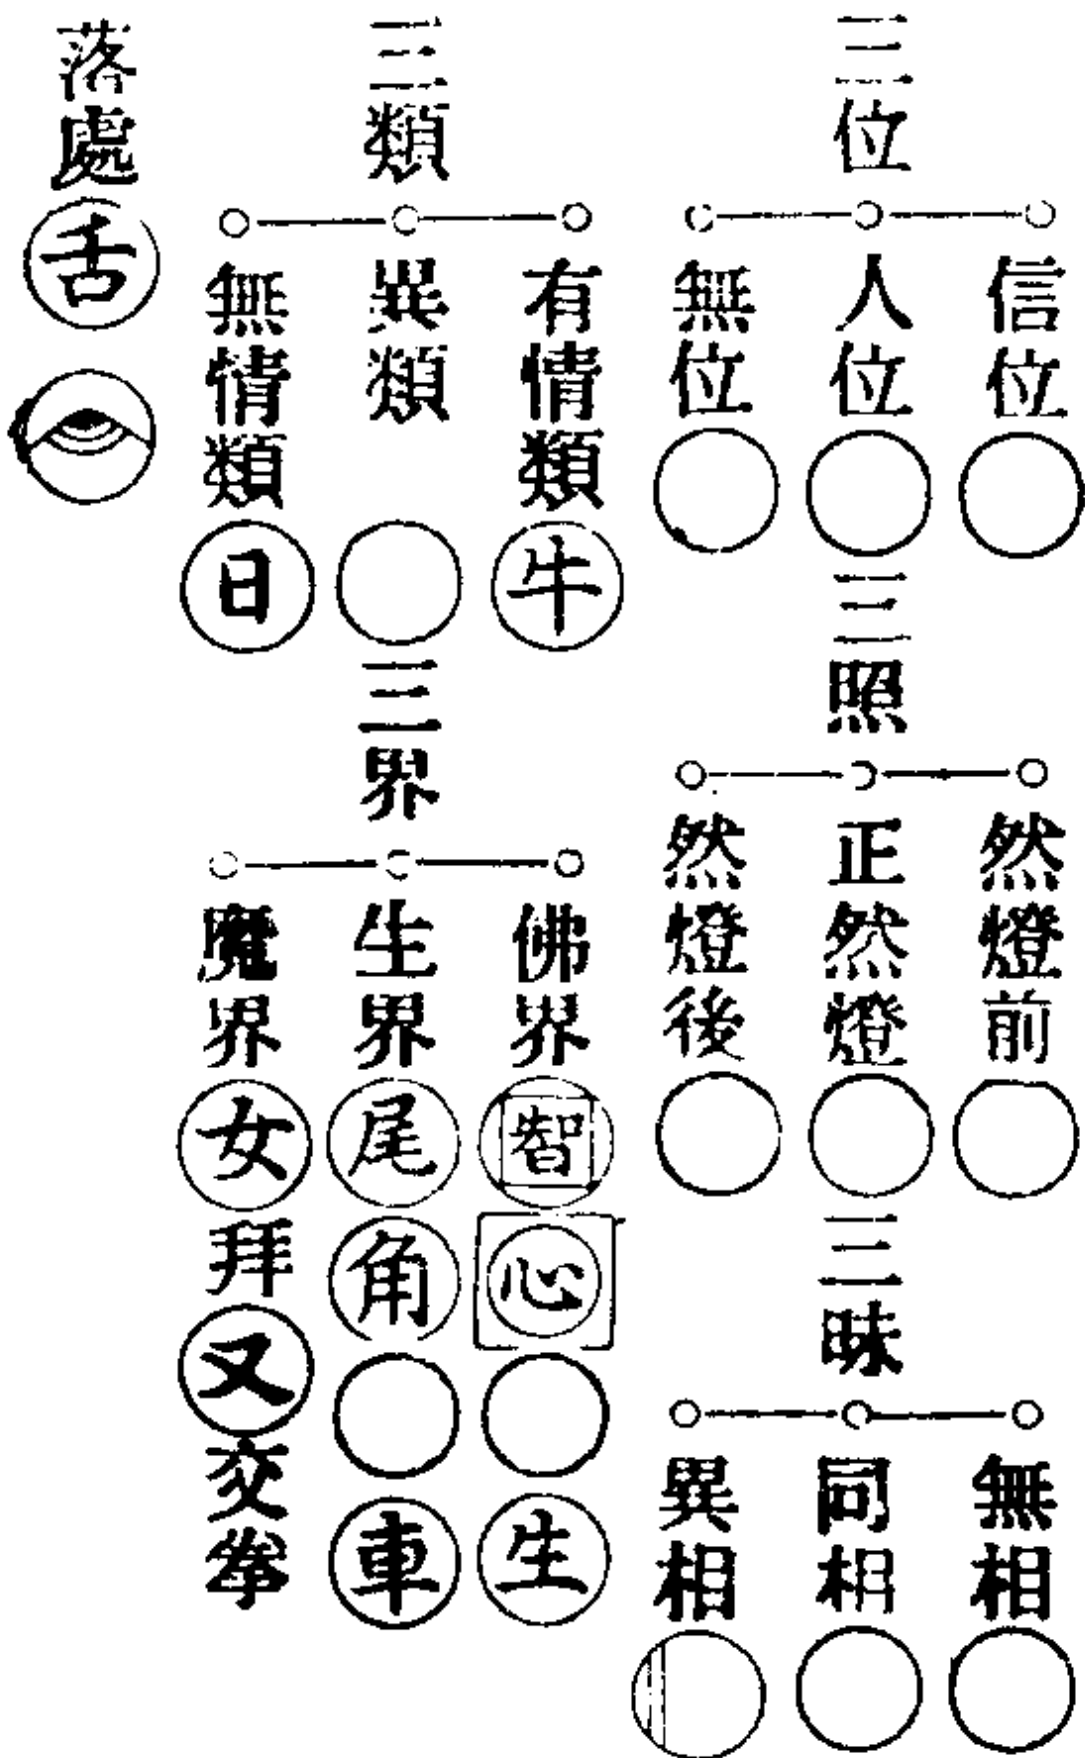 三位
信位
人位
無位
三照
然燈前
正然燈
然燈後
三昧
無相
同相
異相
三類
有情類牛
異類
無情類日
三界
佛界智心生
生界尾角車
魔界女拜又交拳
落處舌